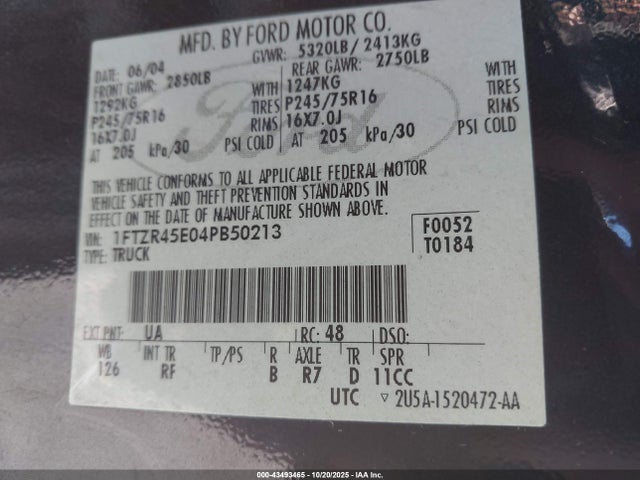 MFD. BY FORD MOTOR CO.
DATE: 06/04 GVWR: 5320LB / 2413KG
FRONT GAWR: 2850LB REAR GAWR: 2750LB
1292KG WITH 1247KG WITH
P245/75R16 TIRES P245/75R16 TIRES
16X7.0J RIMS 16X7.0J RIMS
AT 205 kPa/30 PSI COLD AT 205 kPa/30 PSI COLD
Ford
THIS VEHICLE CONFORMS TO ALL APPLICABLE FEDERAL MOTOR
VEHICLE SAFETY AND THEFT PREVENTION STANDARDS IN
EFFECT ON THE DATE OF MANUFACTURE SHOWN ABOVE.
VIN: 1FTZR45E04PB50213 F0052
TYPE: TRUCK T0184
EXT PNT: UA RC: 48 DSO:
WB INT TR TP/PS R AXLE TR SPR
126 RF B R7 D 11CC
UTC ▽ 2U5A-1520472-AA
000-43493465 - 10/20/2025 - IAA Inc.